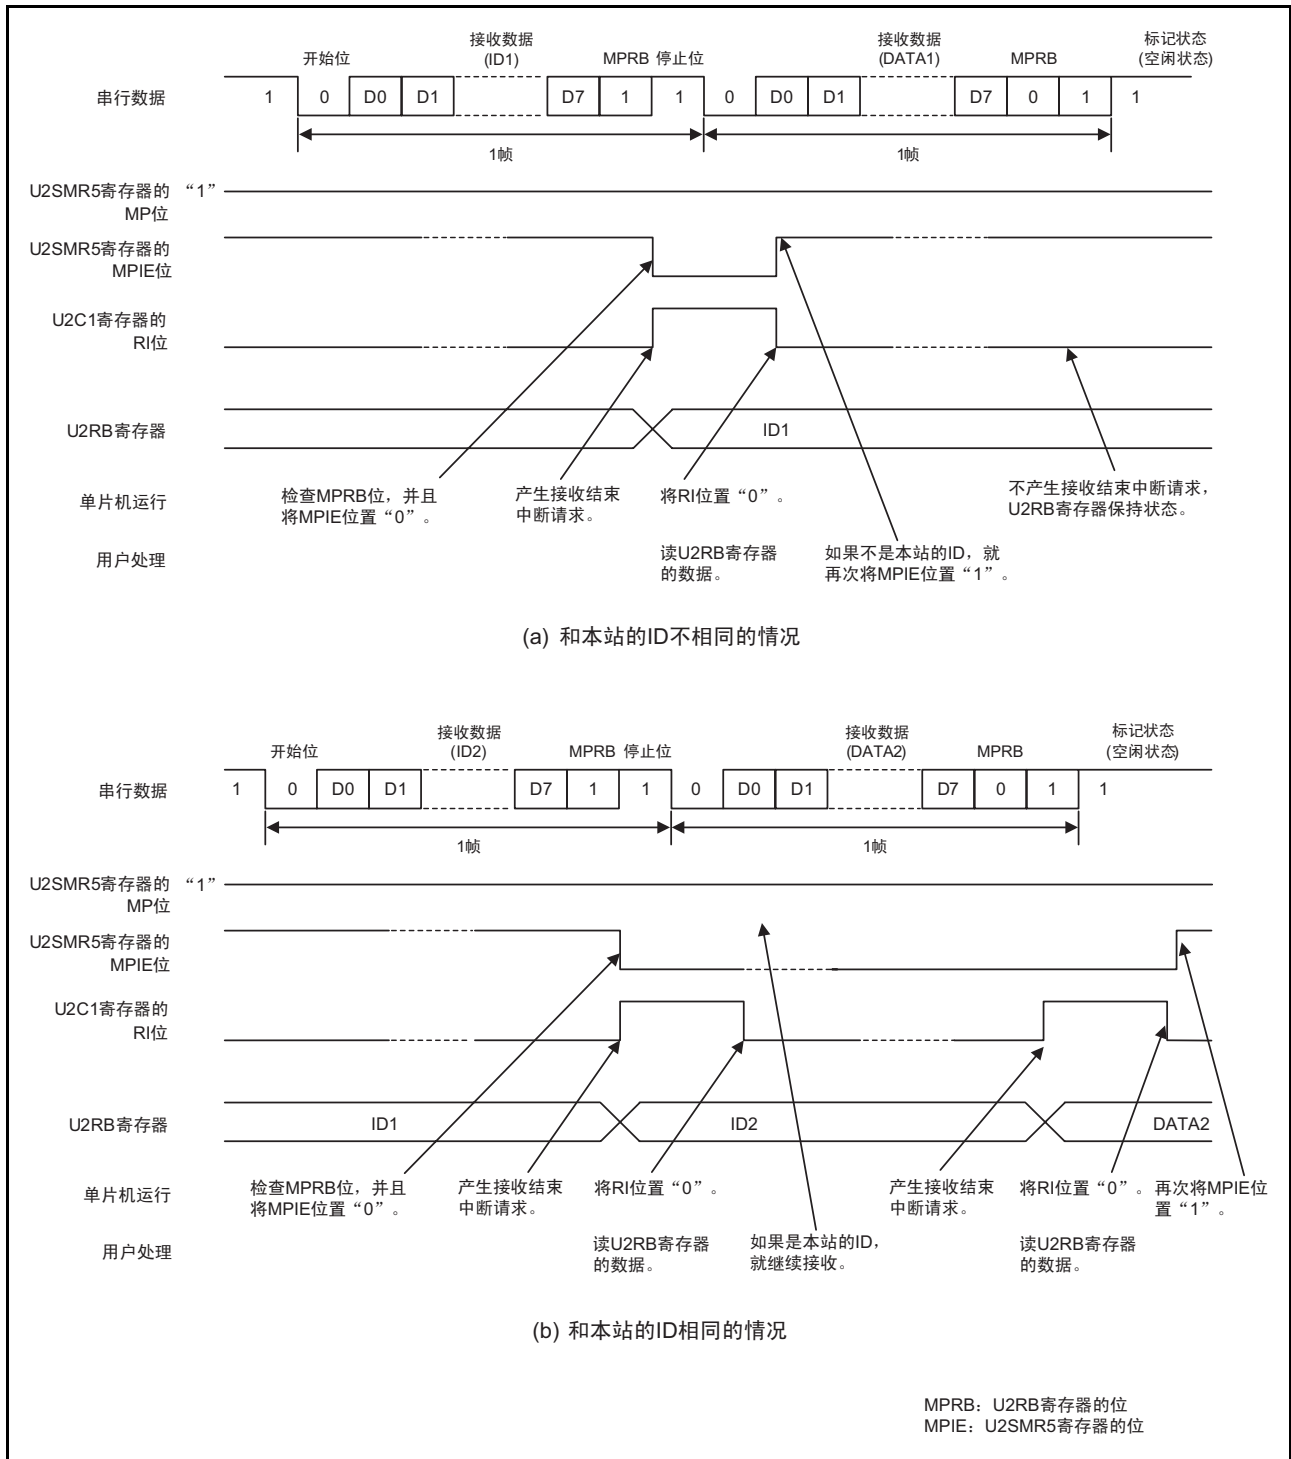 接收数据
(ID1)
接收数据
(DATA1)
标记状态
(空闲状态)
开始位
MPRB 停止位
MPRB
串行数据
1 0 D0 D1 D7 1 1 0 D0 D1 D7 0 1 1
1帧 1帧
U2SMR5寄存器的 “1”
MP位
U2SMR5寄存器的
MPIE位
U2C1寄存器的
RI位
U2RB寄存器
ID1
单片机运行
检查MPRB位，并且
将MPIE位置“0”。
产生接收结束
中断请求。
将RI位置“0”。
不产生接收结束中断请求，
U2RB寄存器保持状态。
用户处理
读U2RB寄存器
的数据。
如果不是本站的ID，就
再次将MPIE位置“1”。
(a) 和本站的ID不相同的情况
接收数据
(ID2)
接收数据
(DATA2)
标记状态
(空闲状态)
开始位
MPRB 停止位
MPRB
串行数据
1 0 D0 D1 D7 1 1 0 D0 D1 D7 0 1 1
1帧 1帧
U2SMR5寄存器的 “1”
MP位
U2SMR5寄存器的
MPIE位
U2C1寄存器的
RI位
U2RB寄存器
ID1 ID2 DATA2
单片机运行
检查MPRB位，并且
将MPIE位置“0”。
产生接收结束
中断请求。
将RI位置“0”。
产生接收结束
中断请求。
将RI位置“0”。
再次将MPIE位
置“1”。
用户处理
读U2RB寄存器
的数据。
如果是本站的ID，
就继续接收。
读U2RB寄存器
的数据。
(b) 和本站的ID相同的情况
MPRB：U2RB寄存器的位
MPIE：U2SMR5寄存器的位